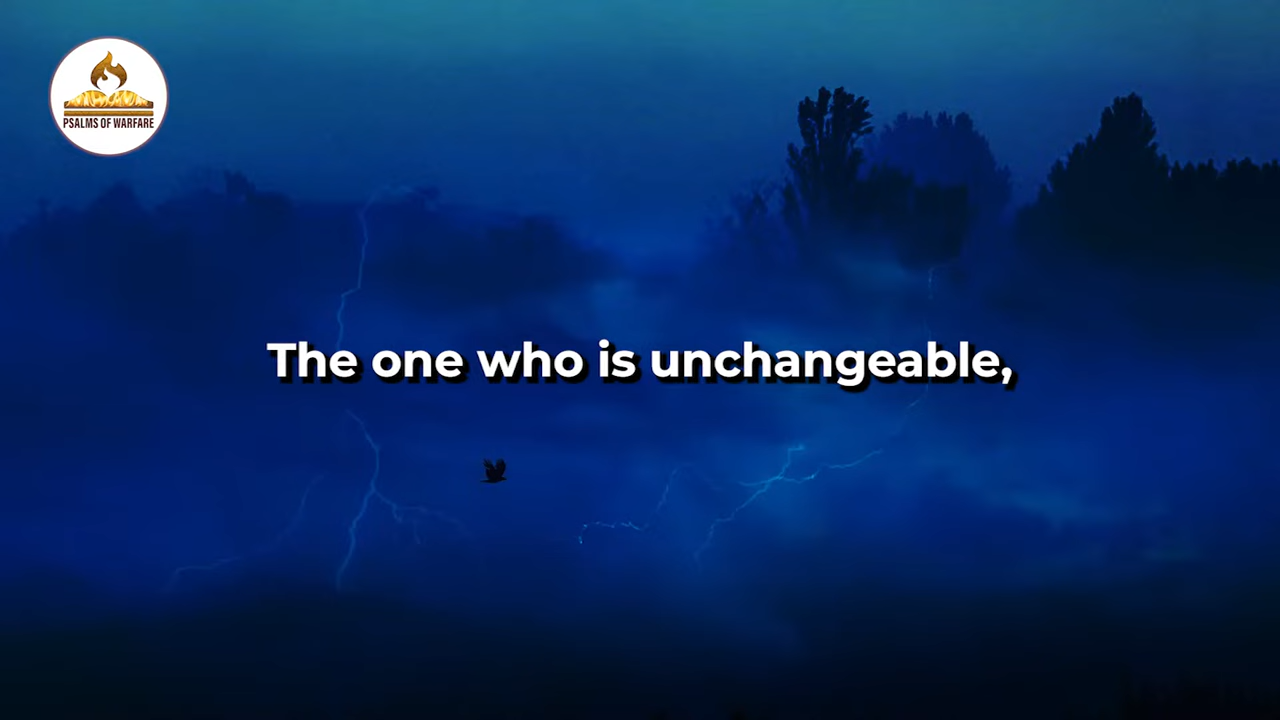 PSALMS OF WARFARE
The one who is unchangeable,